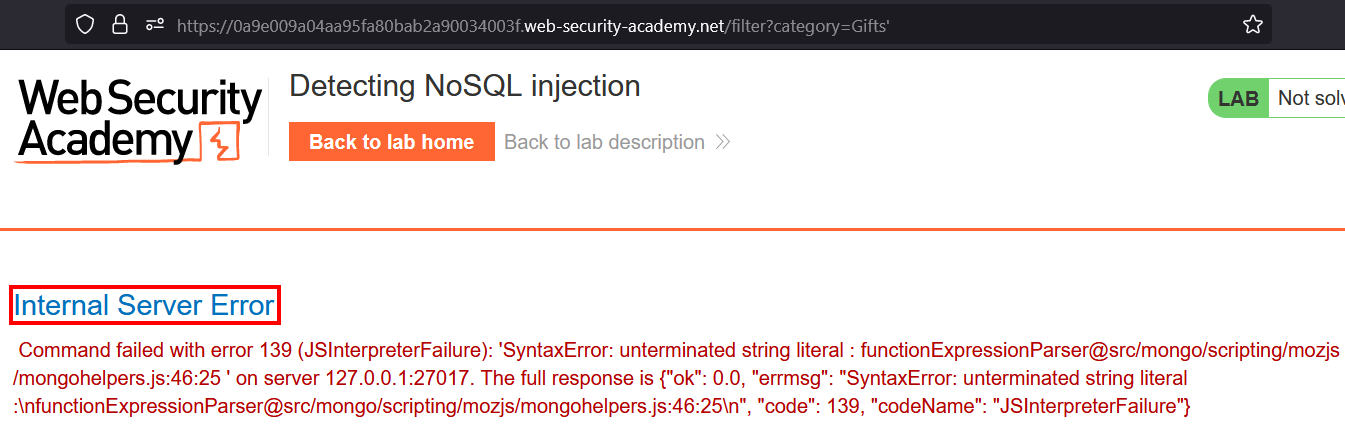 https://0a9e009a04aa95fa80bab2a90034003f.web-security-academy.net/filter?category=Gifts'
Web Security
Academy
Detecting NoSQL injection
Back to lab home
Back to lab description
LAB
Not solv
Internal Server Error
Command failed with error 139 (JSInterpreterFailure): 'SyntaxError: unterminated string literal : functionExpressionParser@src/mongo/scripting/mozjs
/mongohelpers.js:46:25 ' on server 127.0.0.1:27017. The full response is {"ok": 0.0, "errmsg": "SyntaxError: unterminated string literal
:\nfunctionExpressionParser@src/mongo/scripting/mozjs/mongohelpers.js:46:25\n", "code": 139, "codeName": "JSInterpreterFailure"}